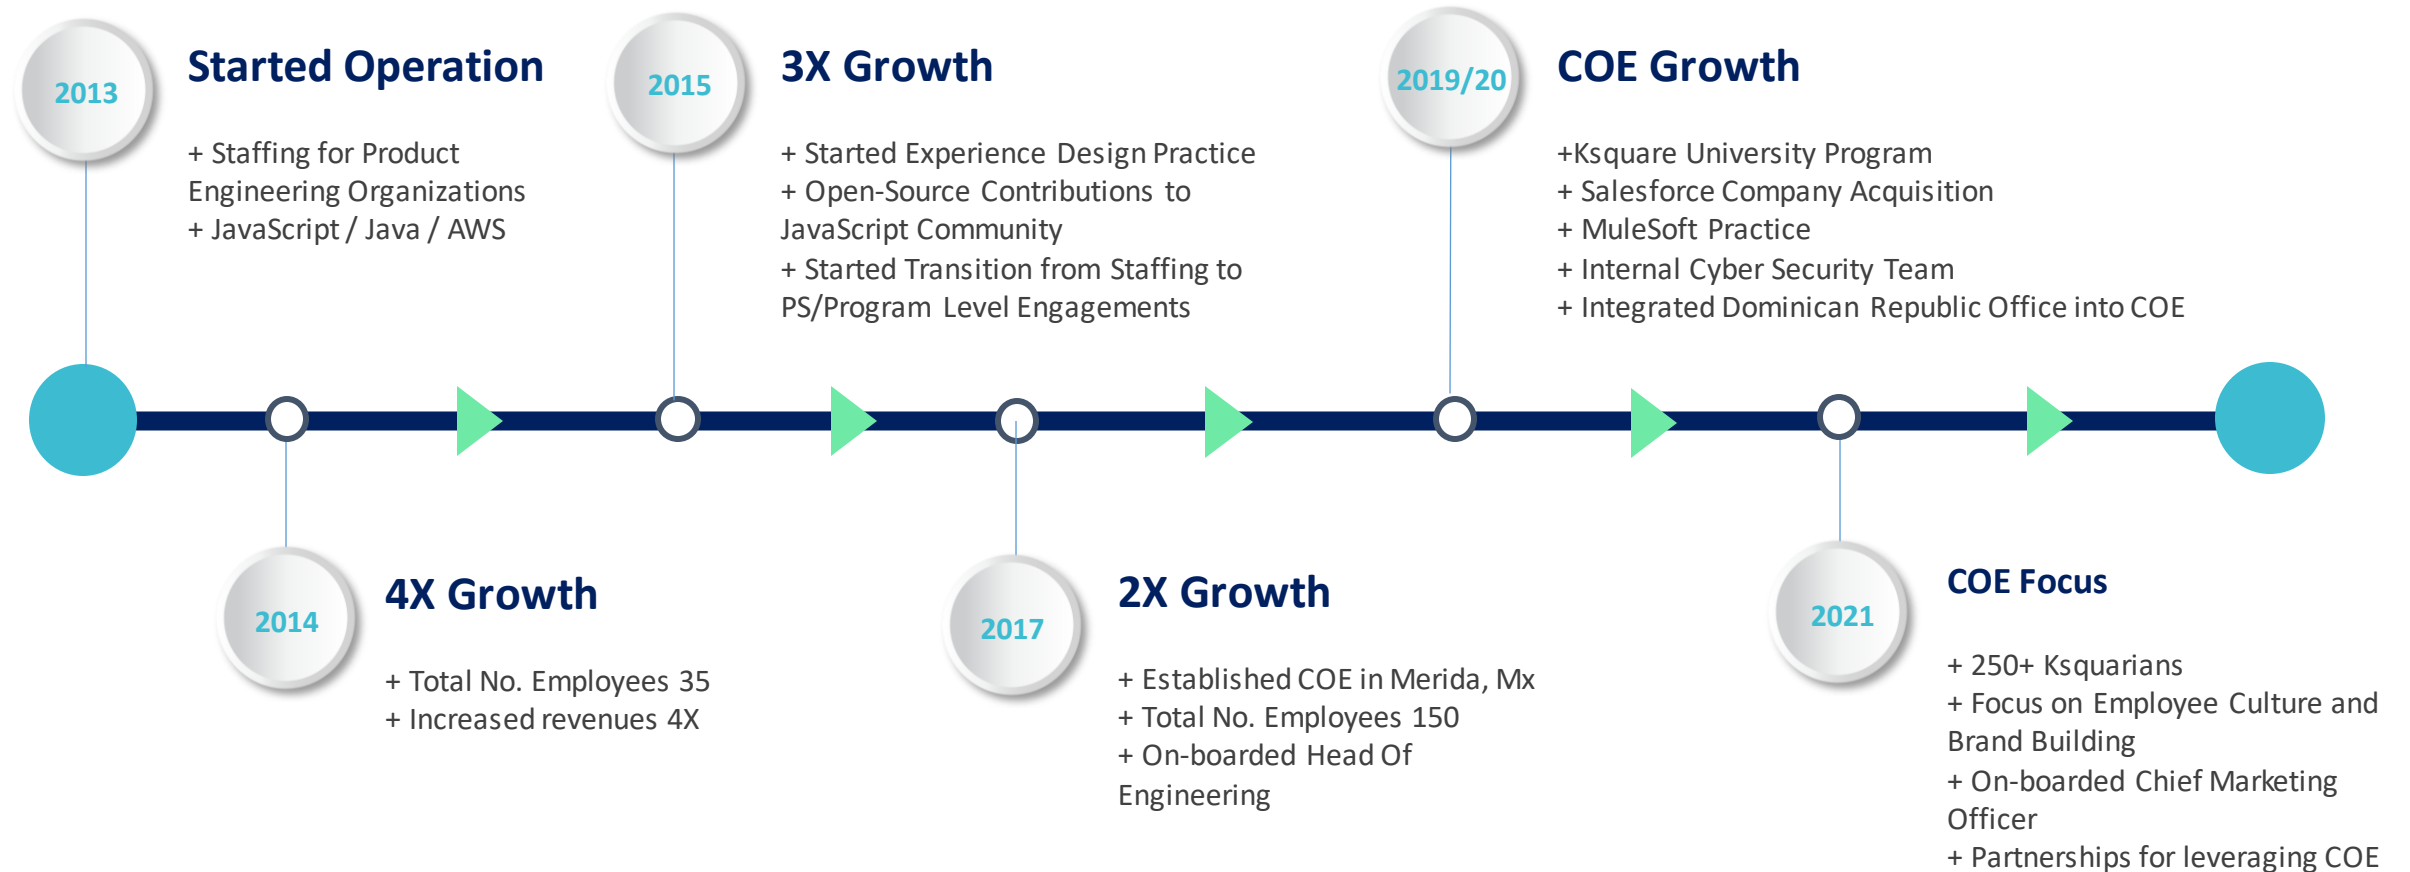 2013
Started Operation
+ Staffing for Product
Engineering Organizations
+ JavaScript / Java / AWS
2015
3X Growth
+ Started Experience Design Practice
+ Open-Source Contributions to
JavaScript Community
+ Started Transition from Staffing to
PS/Program Level Engagements
2019/20
COE Growth
+Ksquare University Program
+ Salesforce Company Acquisition
+ MuleSoft Practice
+ Internal Cyber Security Team
+ Integrated Dominican Republic Office into COE
2014
4X Growth
+ Total No. Employees 35
+ Increased revenues 4X
2017
2X Growth
+ Established COE in Merida, Mx
+ Total No. Employees 150
+ On-boarded Head Of
Engineering
2021
COE Focus
+ 250+ Ksquarians
+ Focus on Employee Culture and
Brand Building
+ On-boarded Chief Marketing
Officer
+ Partnerships for leveraging COE